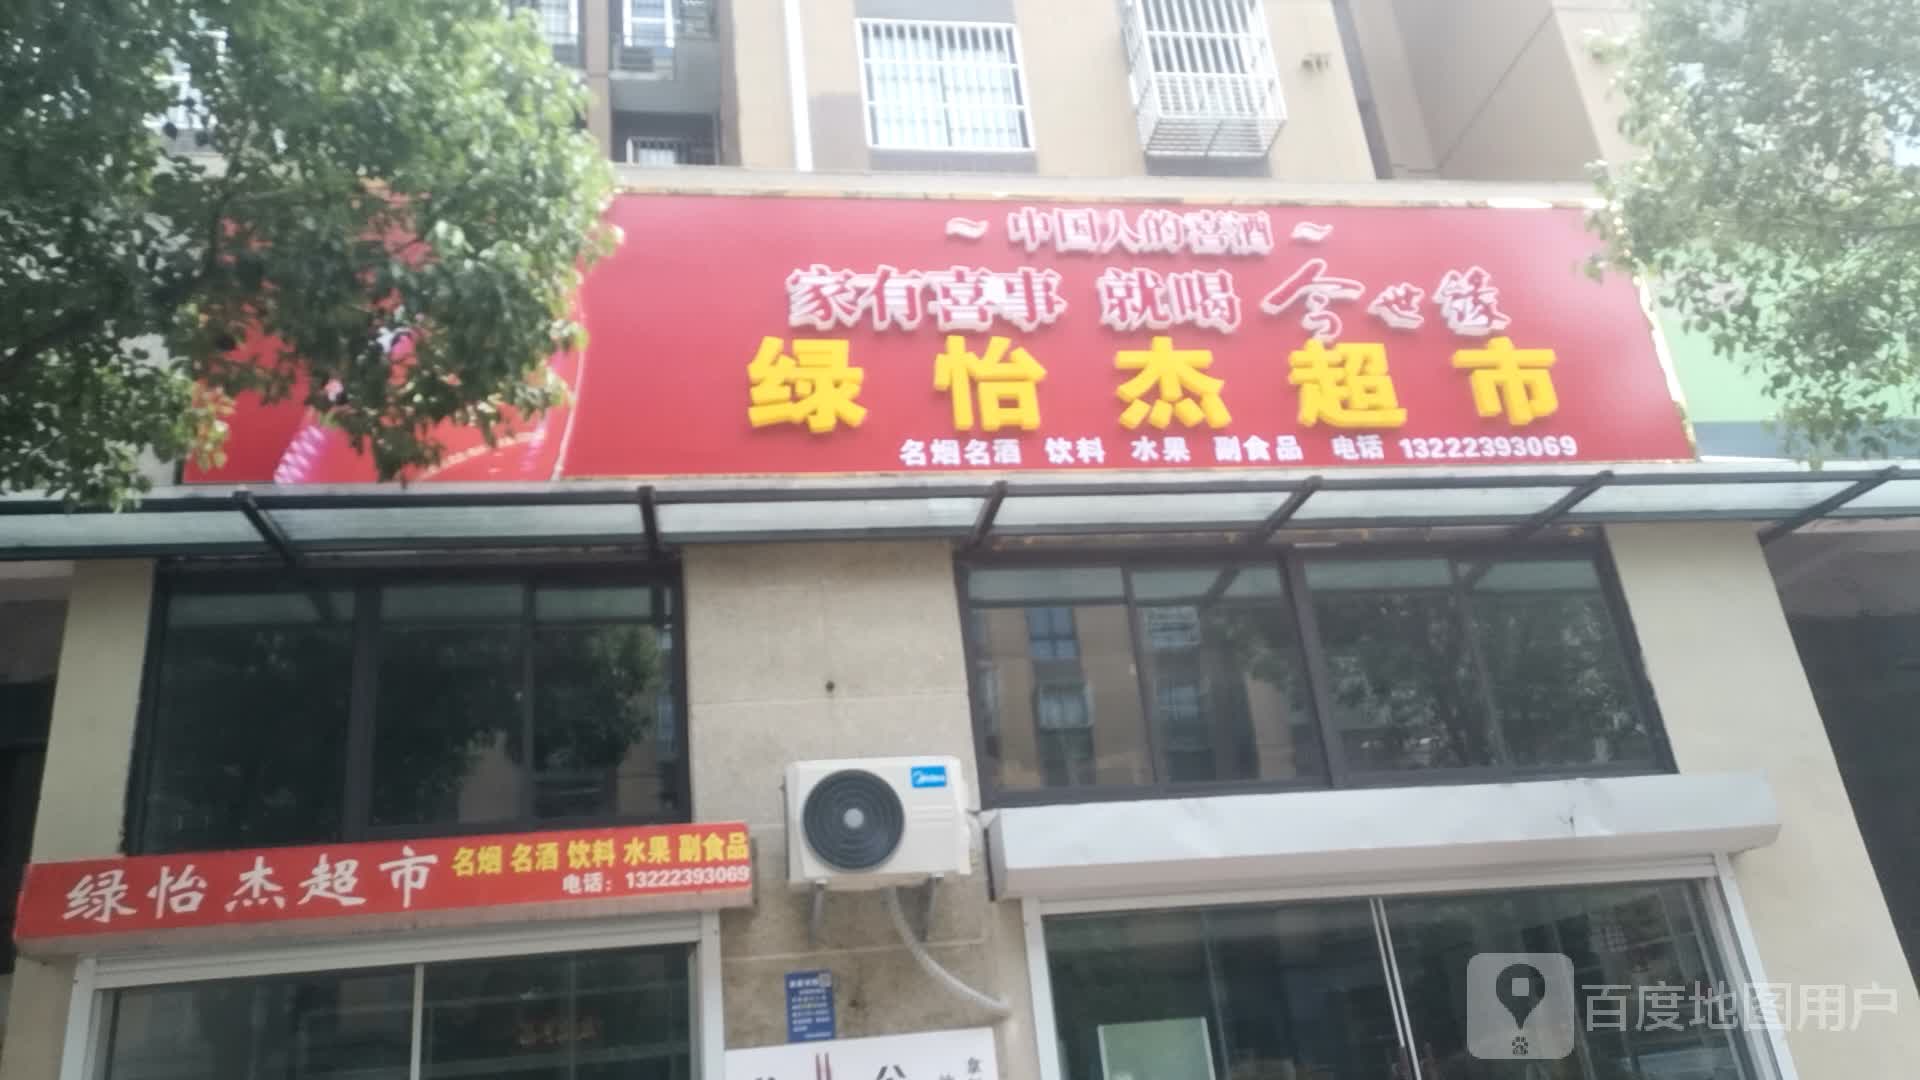 ~ 中国人的喜酒 ~
家有喜事 就喝 今世缘
绿怡杰超市
名烟名酒 饮料 水果 副食品 电话 13222393069
绿怡杰超市
名烟 名酒 饮料 水果 副食品
电话：13222393069
Midea
百度地图用户